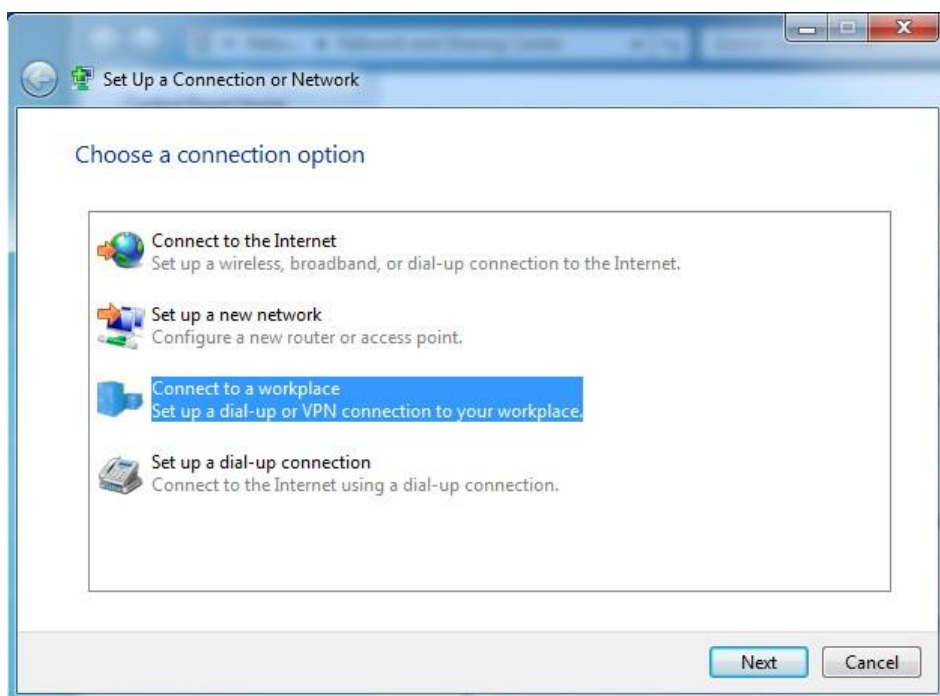 Set Up a Connection or Network
Choose a connection option
Connect to the Internet
Set up a wireless, broadband, or dial-up connection to the Internet.
Set up a new network
Configure a new router or access point.
Connect to a workplace
Set up a dial-up or VPN connection to your workplace.
Set up a dial-up connection
Connect to the Internet using a dial-up connection.
Next
Cancel